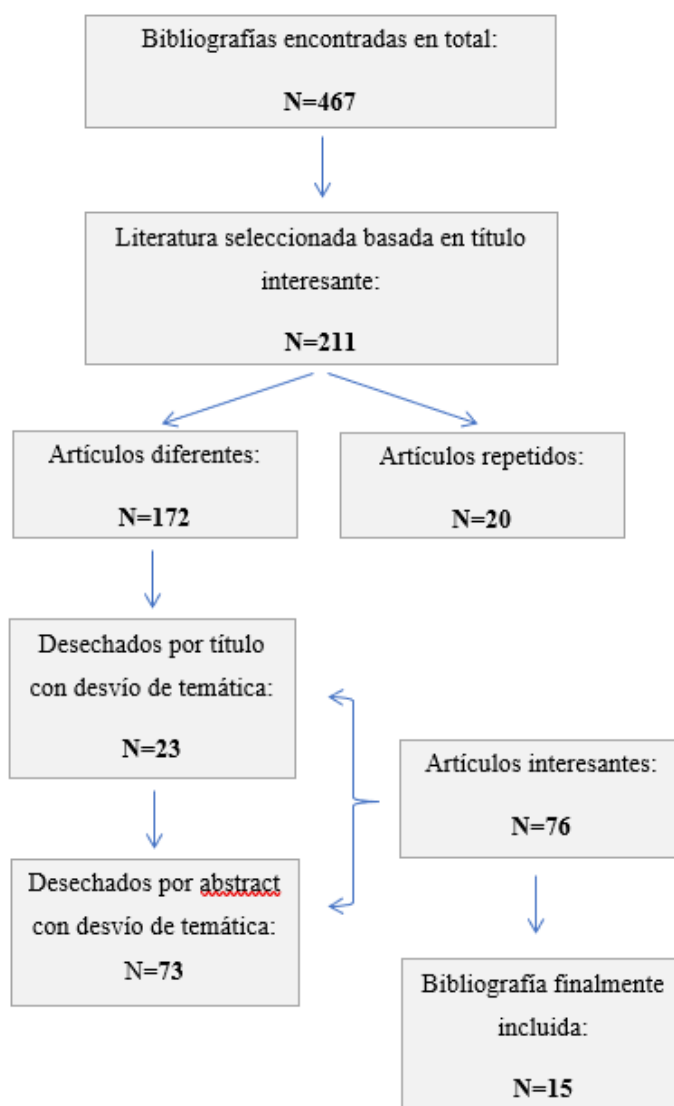 Bibliografías encontradas en total:
N=467
Literatura seleccionada basada en título
interesante:
N=211
Artículos diferentes:
N=172
Artículos repetidos:
N=20
Desechados por título
con desvío de temática:
N=23
Desechados por abstract
con desvío de temática:
N=73
Artículos interesantes:
N=76
Bibliografía finalmente
incluida:
N=15